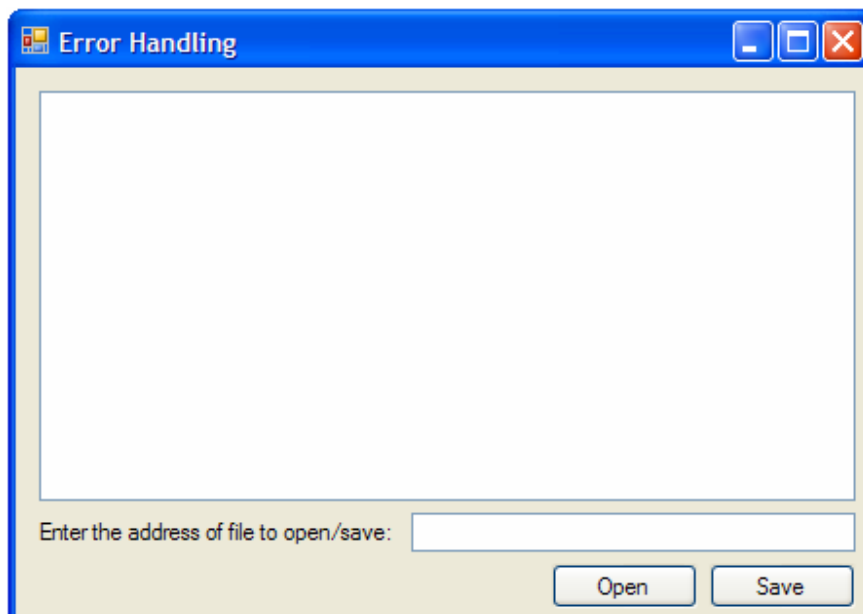 Error Handling
Enter the address of file to open/save:
Open Save